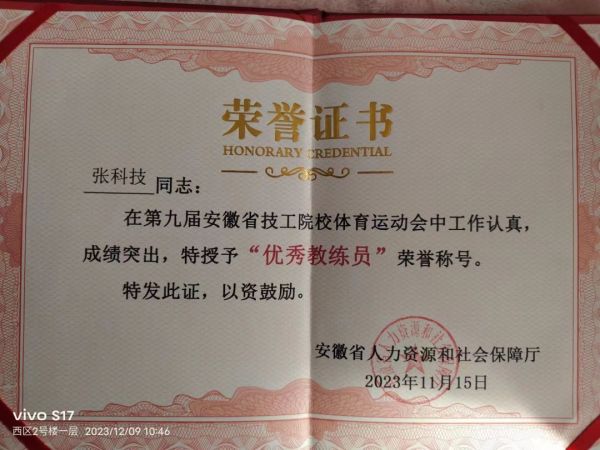 荣誉证书
HONORARY CREDENTIAL
张科技同志：
在第九届安徽省技工院校体育运动会中工作认真，
成绩突出，特授予“优秀教练员”荣誉称号。
特发此证，以资鼓励。
安徽省人力资源和社会保障厅
2023年11月15日
vivo S17
西区2号楼一层 2023/12/09 10:46